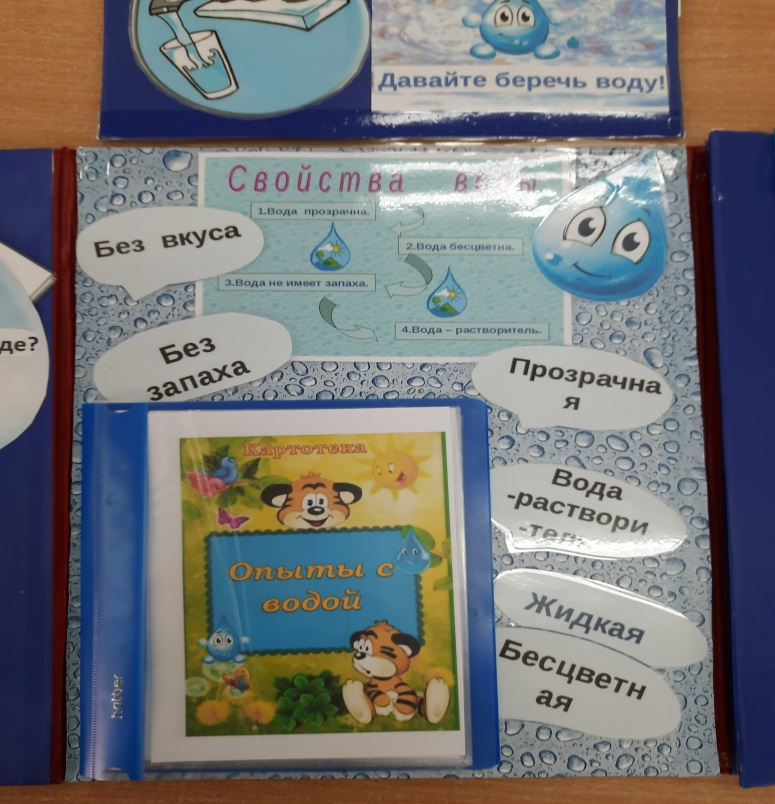 Давайте беречь воду!
Свойства воды
1.Вода прозрачна.
Без вкуса
2.Вода бесцветна.
3.Вода не имеет запаха.
де?
4.Вода – растворитель.
Без
запаха
Прозрачна
я
Картотека
Вода
-раствори
-тель
Опыты с
водой
Жидкая
Бесцветн
ая
hatber